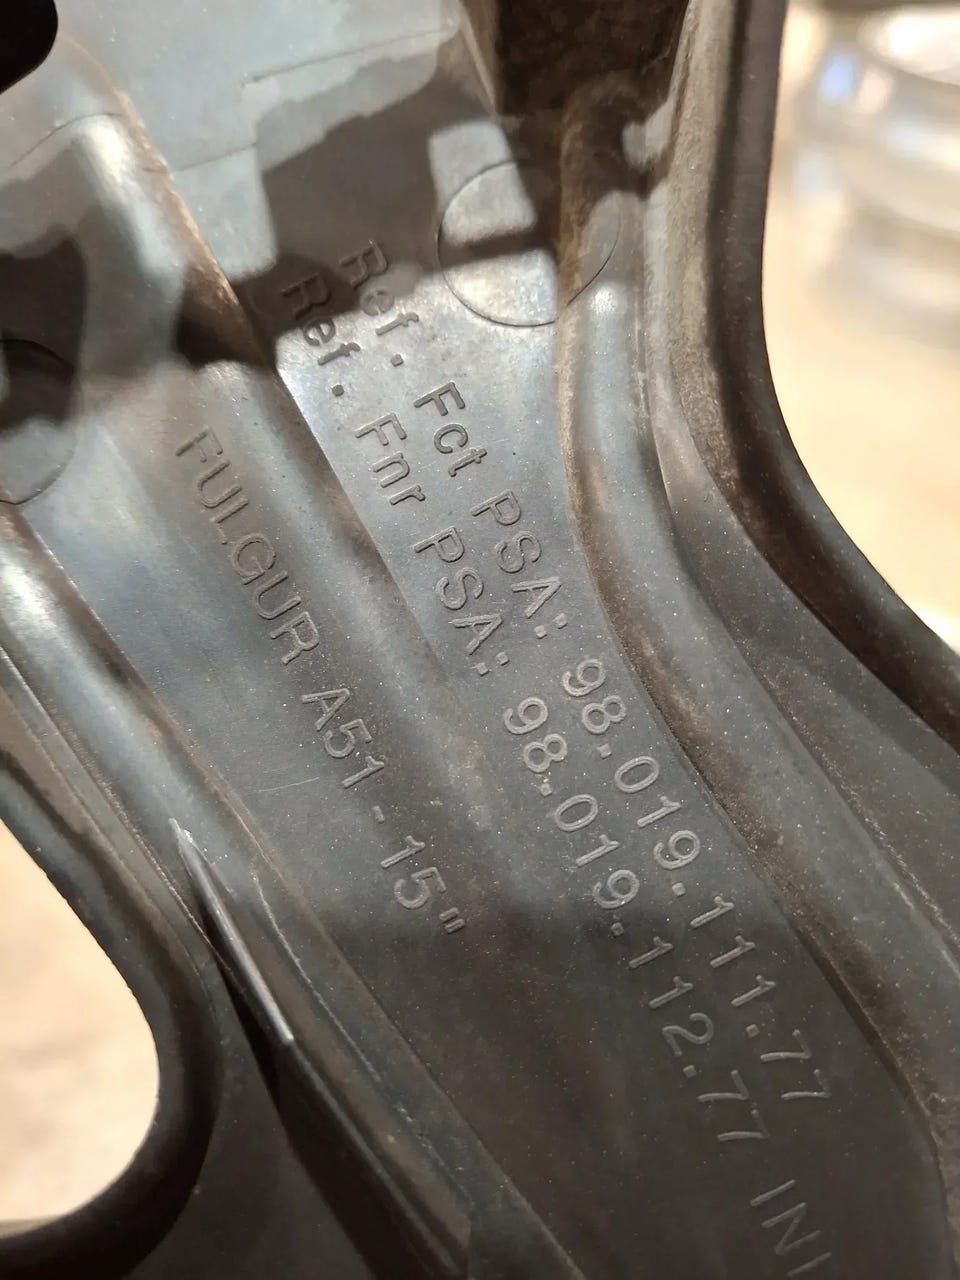 Ref. Fct PSA: 98.019.111.77
Ref. Fnr PSA: 98.019.112.77
FULGUR A51 - 15"